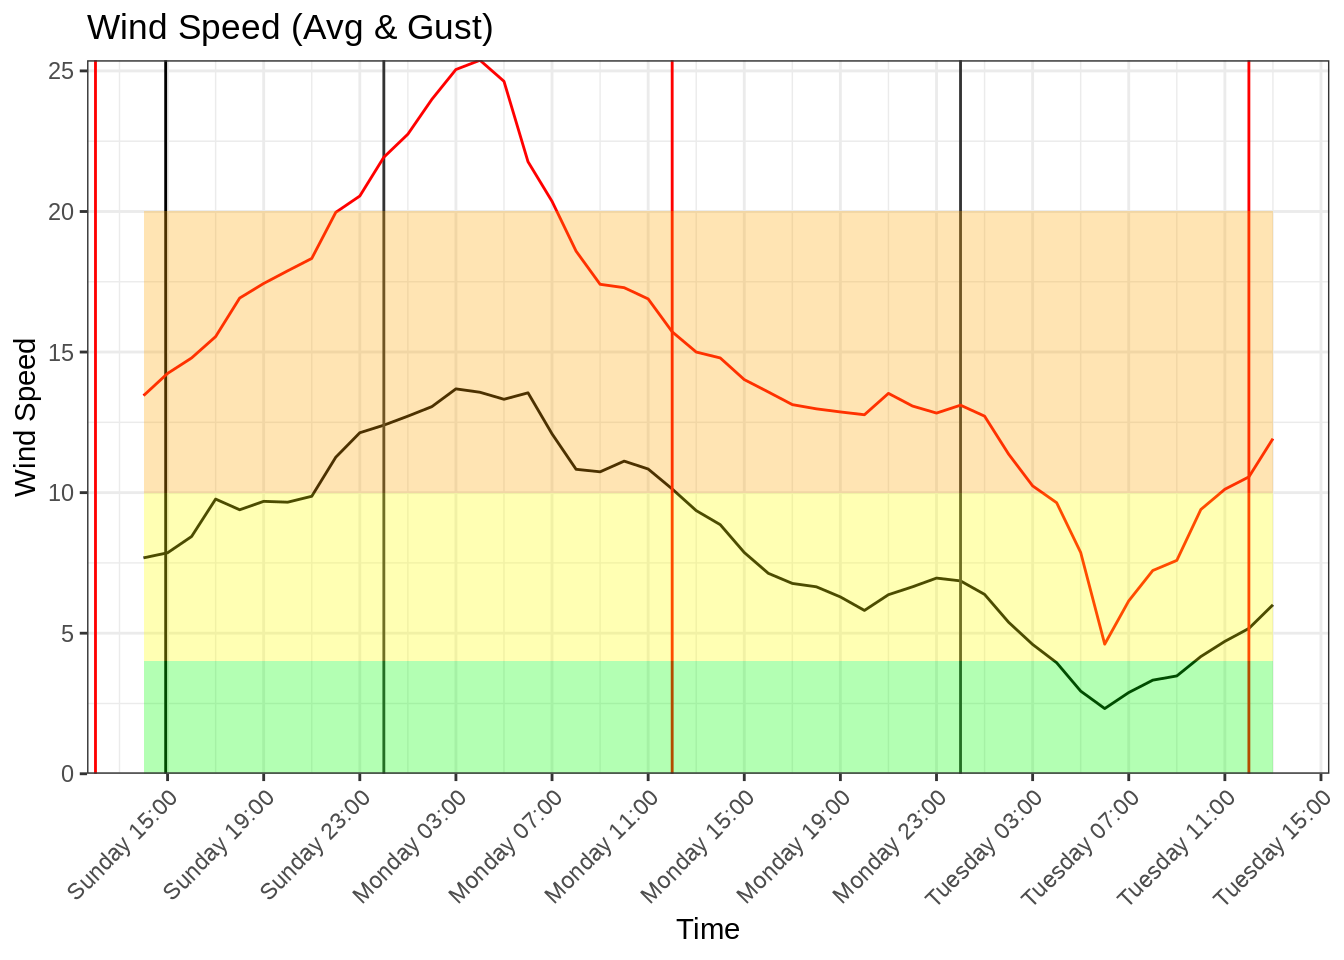 Wind Speed (Avg & Gust)
Wind Speed
25
20
15
10
5
0
Sunday 15:00
Sunday 19:00
Sunday 23:00
Monday 03:00
Monday 07:00
Monday 11:00
Monday 15:00
Monday 19:00
Monday 23:00
Tuesday 03:00
Tuesday 07:00
Tuesday 11:00
Tuesday 15:00
Time